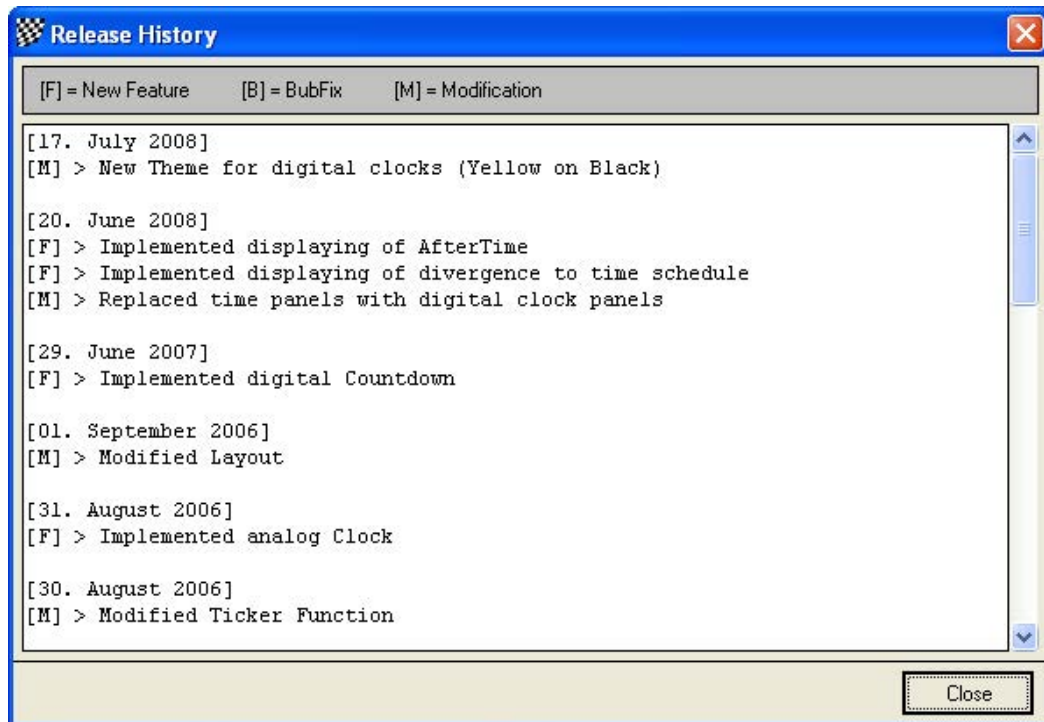 Release History
[F] = New Feature [B] = BubFix [M] = Modification
[17. July 2008]
[M] > New Theme for digital clocks (Yellow on Black)
[20. June 2008]
[F] > Implemented displaying of AfterTime
[F] > Implemented displaying of divergence to time schedule
[M] > Replaced time panels with digital clock panels
[29. June 2007]
[F] > Implemented digital Countdown
[01. September 2006]
[M] > Modified Layout
[31. August 2006]
[F] > Implemented analog Clock
[30. August 2006]
[M] > Modified Ticker Function
Close